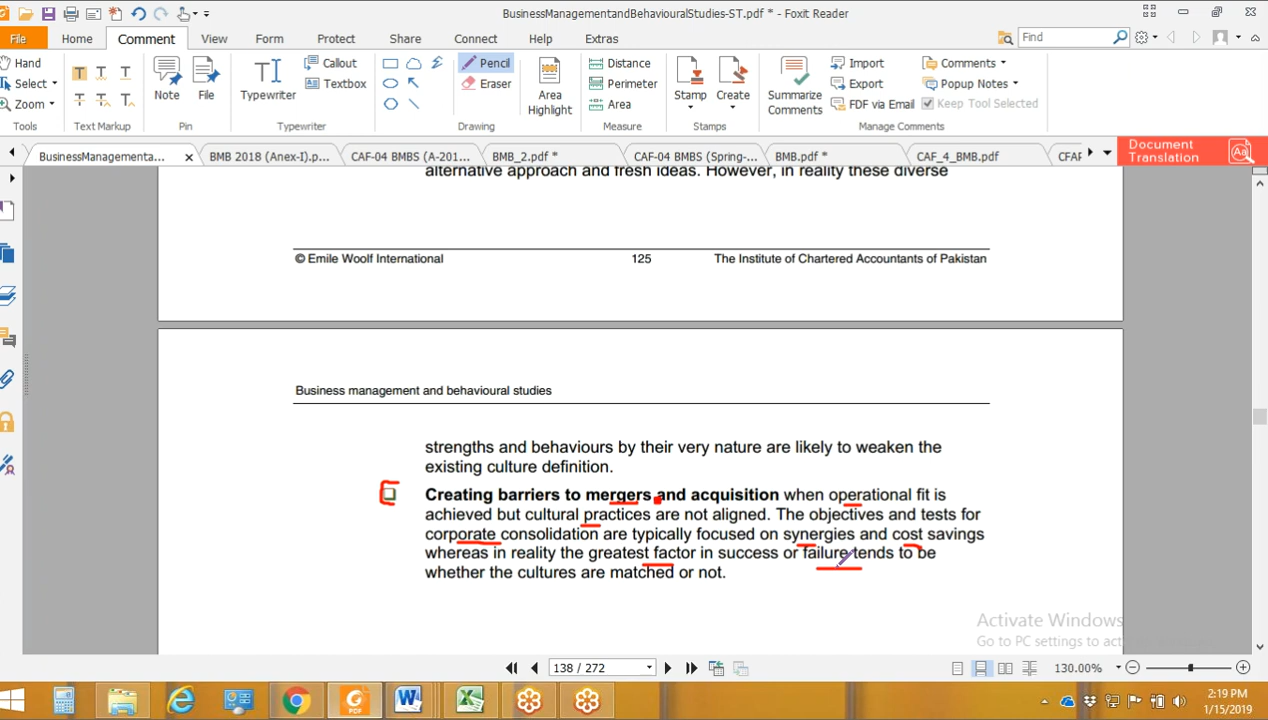 BusinessManagementandBehaviouralStudies-ST.pdf * - Foxit Reader
File Home Comment View Form Protect Share Connect Help Extras
Find
Hand
Select
Zoom
Tools
Text Markup
Note
File
Pin
Typewriter
Callout
Textbox
Typewriter
Pencil
Eraser
Drawing
Area
Highlight
Distance
Perimeter
Area
Measure
Stamp
Create
Stamps
Summarize
Comments
Import
Export
FDF via Email
Comments
Popup Notes
Keep Tool Selected
Manage Comments
BusinessManagementa... BMB 2018 (Anex-I).p... CAF-04 BMBS (A-201... BMB_2.pdf * CAF-04 BMBS (Spring-... BMB.pdf * CAF_4_BMB.pdf CFAF
Document
Translation
alternative approach and fresh ideas. However, in reality these diverse
© Emile Woolf International 125 The Institute of Chartered Accountants of Pakistan
Business management and behavioural studies
strengths and behaviours by their very nature are likely to weaken the
existing culture definition.
Creating barriers to mergers and acquisition when operational fit is
achieved but cultural practices are not aligned. The objectives and tests for
corporate consolidation are typically focused on synergies and cost savings
whereas in reality the greatest factor in success or failure tends to be
whether the cultures are matched or not.
Activate Windows
Go to PC settings to
138 / 272
130.00%
2:19 PM
1/15/2019